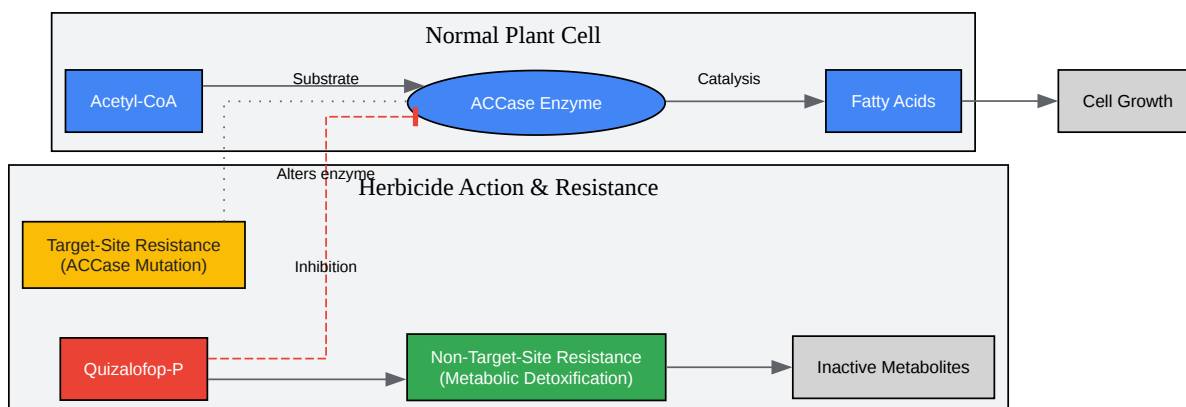 Normal Plant Cell
Substrate
Catalysis
Acetyl-CoA
ACCase Enzyme
Fatty Acids
Cell Growth
Alters enzyme
Herbicide Action & Resistance
Target-Site Resistance
(ACCase Mutation)
Inhibition
Quizalofop-P
Non-Target-Site Resistance
(Metabolic Detoxification)
Inactive Metabolites